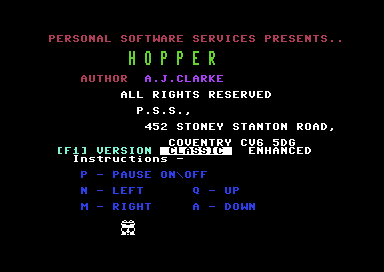 PERSONAL SOFTWARE SERVICES PRESENTS..
HOPPER
AUTHOR A.J.CLARKE
ALL RIGHTS RESERVED
P.S.S.,
452 STONEY STANTON ROAD,
COVENTRY CV6 5DG
[F1] VERSION CLASSIC ENHANCED
Instructions -
P - PAUSE ON\OFF
N - LEFT Q - UP
M - RIGHT A - DOWN